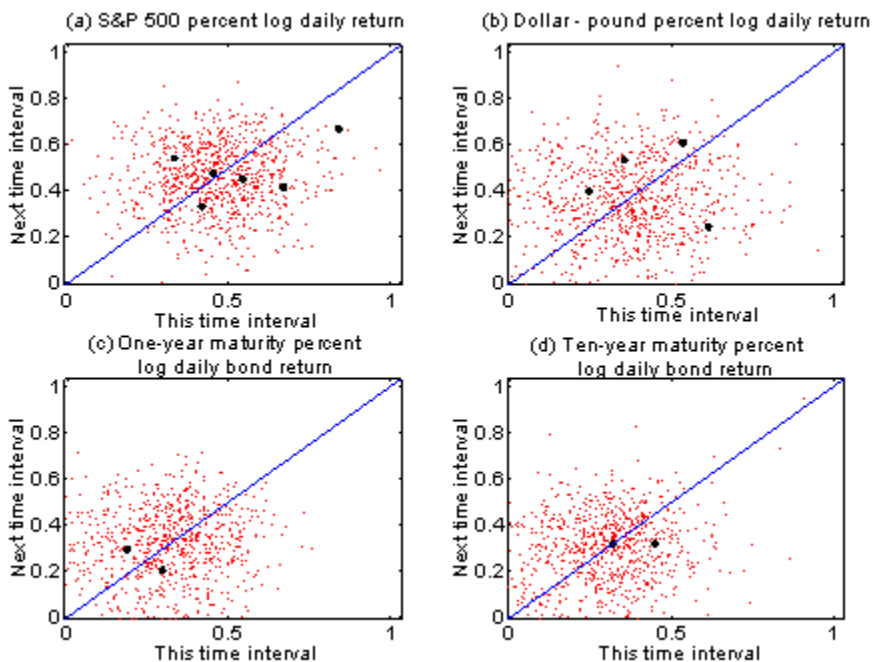 (a) S&P 500 percent log daily return
(b) Dollar - pound percent log daily return
1
0.8
0.6
0.4
0.2
0
Next time interval
0
0.5
1
This time interval
1
0.8
0.6
0.4
0.2
0
Next time interval
0
0.5
1
This time interval
(c) One-year maturity percent
log daily bond return
(d) Ten-year maturity percent
log daily bond return
1
0.8
0.6
0.4
0.2
0
Next time interval
0
0.5
1
This time interval
1
0.8
0.6
0.4
0.2
0
Next time interval
0
0.5
1
This time interval